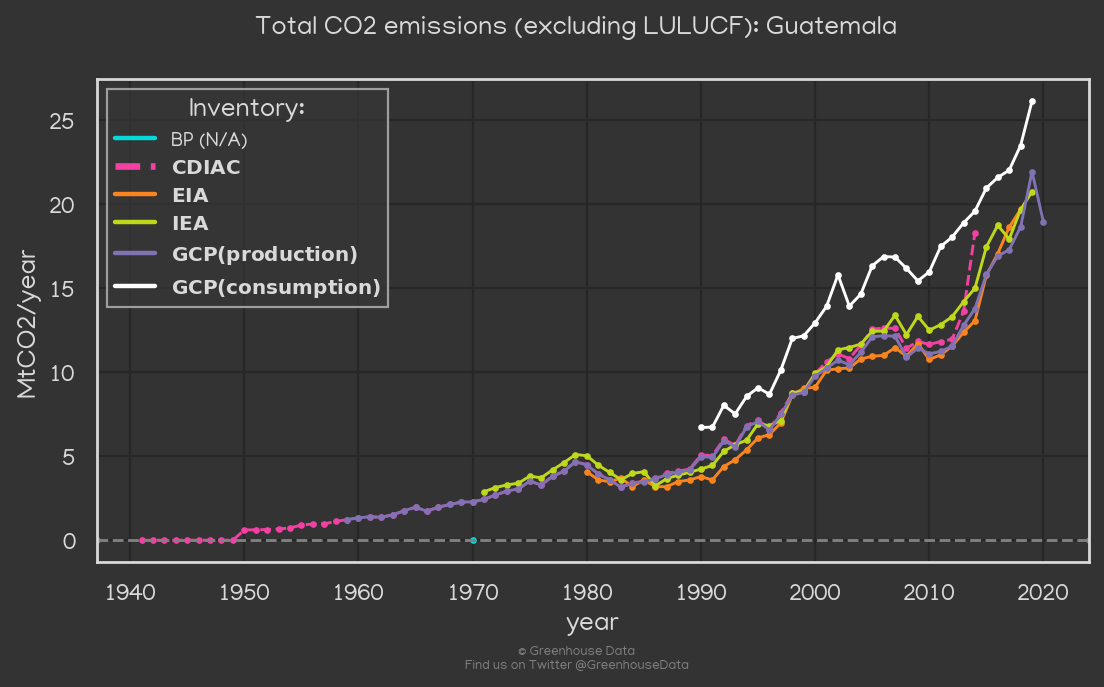 Total CO2 emissions (excluding LULUCF): Guatemala
Inventory:
BP (N/A)
CDIAC
EIA
IEA
GCP(production)
GCP(consumption)
MtCO2/year
25
20
15
10
5
0
1940 1950 1960 1970 1980 1990 2000 2010 2020
year
© Greenhouse Data
Find us on Twitter @GreenhouseData